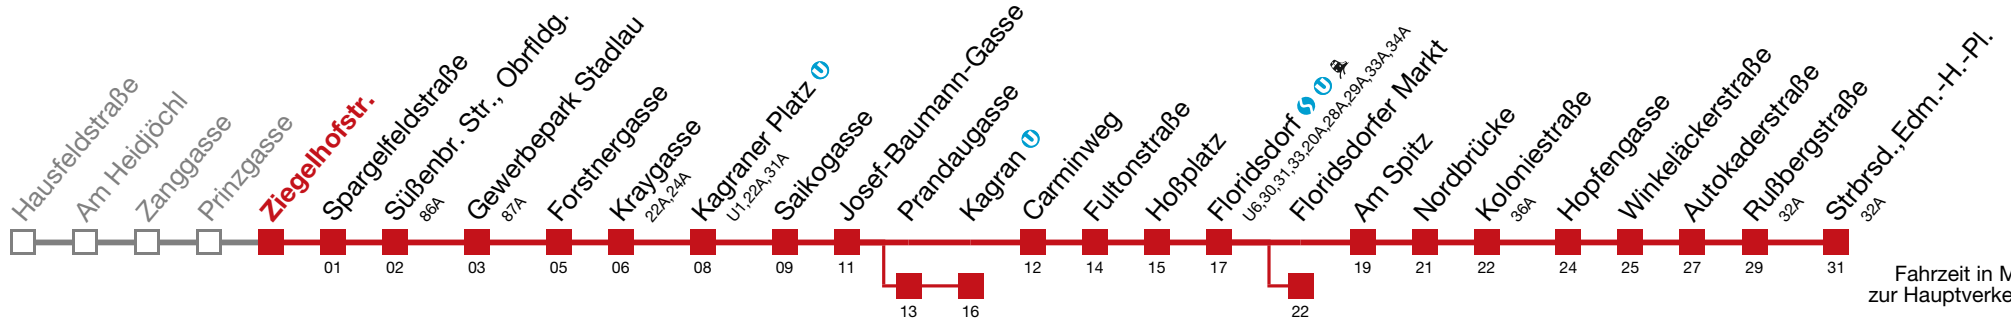 Hausfeldstraße
Am Heidjöchl
Zanggasse
Prinzgasse
Ziegelhofstr.
Spargelfeldstraße
01
Süßenbr. Str., Obrfldg.
86A
02
Gewerbepark Stadlau
87A
03
Forstnergasse
05
Kraygasse
22A,24A
06
Kagraner Platz U
U1,22A,31A
08
Saikogasse
09
Josef-Baumann-Gasse
11
Prandaugasse
13
Kagran U
16
Carminweg
12
Fultonstraße
14
Hoßplatz
15
Floridsdorf S U
U6,30,31,33,20A,28A,29A,33A,34A
17
Floridsdorfer Markt
22
Am Spitz
19
Nordbrücke
21
Koloniestraße
36A
22
Hopfengasse
24
Winkeläckerstraße
25
Autokaderstraße
27
Rußbergstraße
32A
29
Strbrsd.,Edm.-H.-Pl.
32A
31
Fahrzeit in M
zur Hauptverke